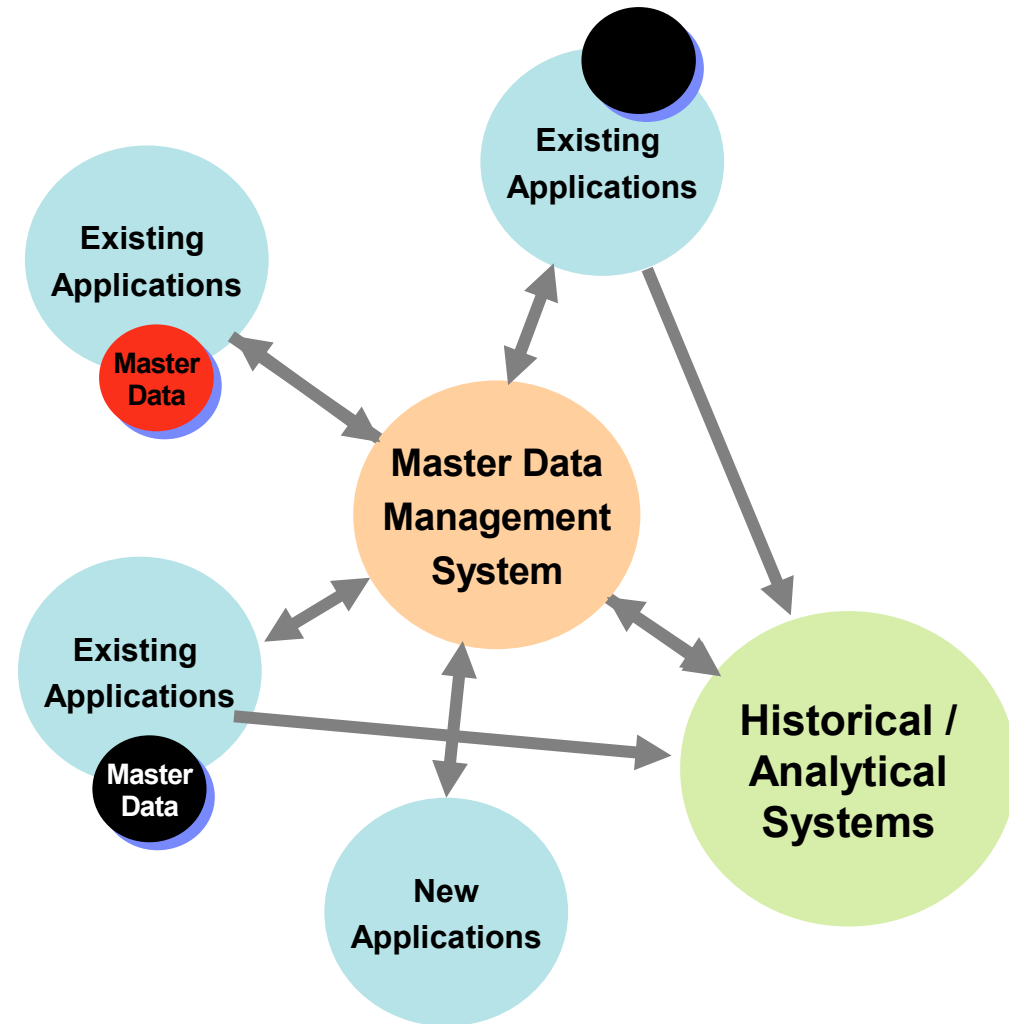 Existing
Applications
Existing
Applications
Master
Data
Master Data
Management
System
Existing
Applications
Master
Data
Historical /
Analytical
Systems
New
Applications